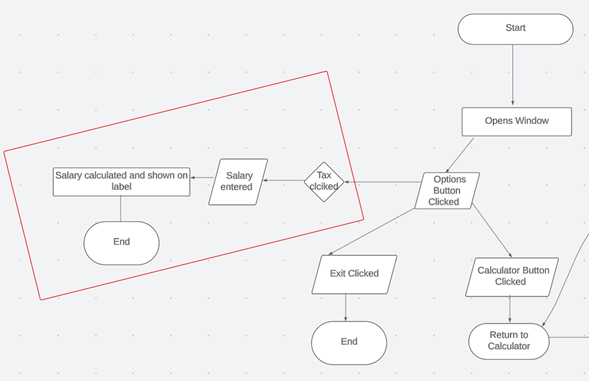 Start
Opens Window
Options
Button
Clicked
Tax
clciked
Salary
entered
Salary calculated and shown on
label
End
Exit Clicked
End
Calculator Button
Clicked
Return to
Calculator